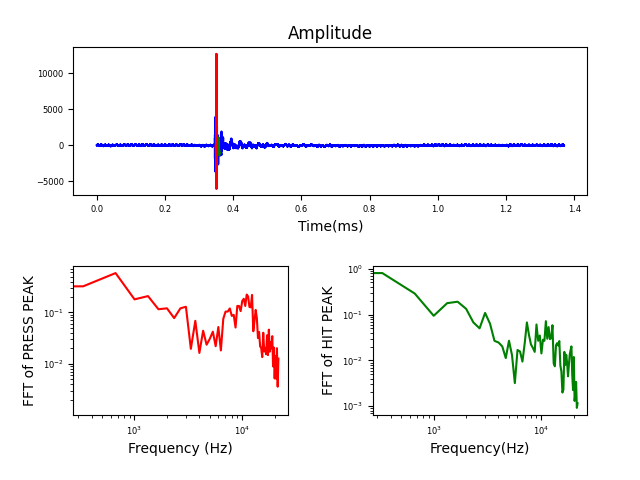 Amplitude
10000
5000
0
−5000
0.0 0.2 0.4 0.6 0.8 1.0 1.2 1.4
Time(ms)
FFT of PRESS PEAK
10⁻¹
10⁻²
10³ 10⁴
Frequency (Hz)
FFT of HIT PEAK
10⁰
10⁻¹
10⁻²
10⁻³
10³ 10⁴
Frequency(Hz)